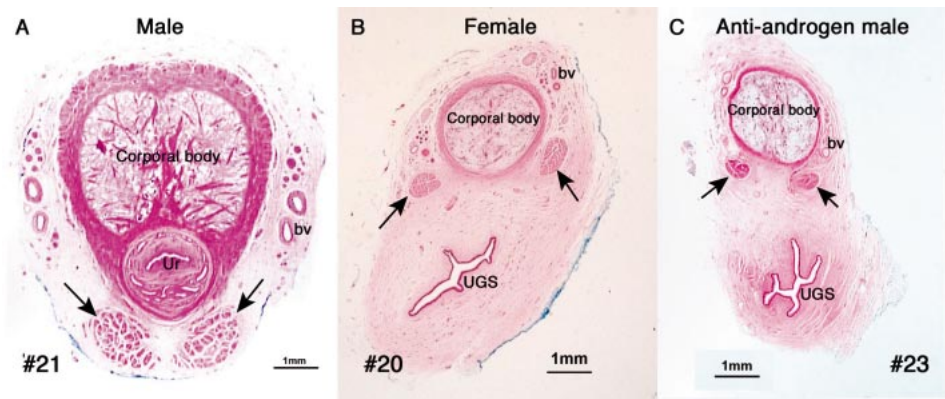 A Male
Corporal body
Ur
bv
#21
1mm
B Female
bv
Corporal body
UGS
#20
1mm
C Anti-androgen male
Corporal body
bv
UGS
1mm
#23